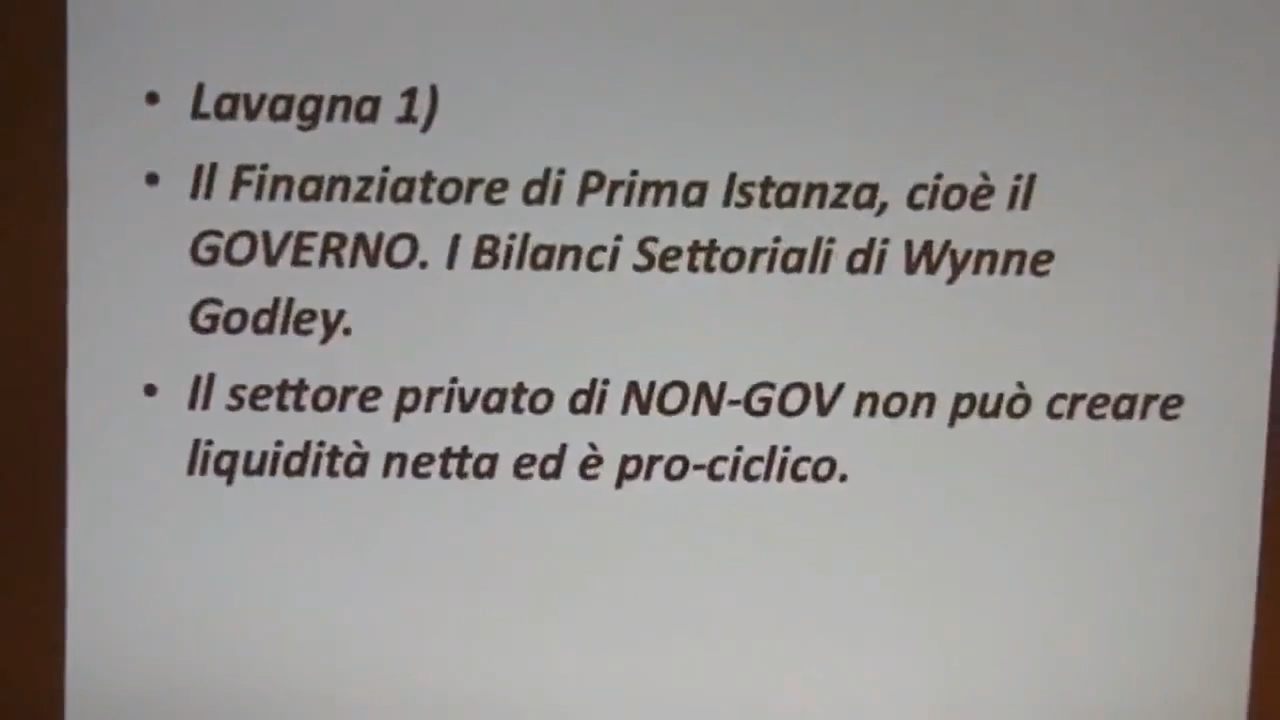 • Lavagna 1)
• Il Finanziatore di Prima Istanza, cioè il
GOVERNO. I Bilanci Settoriali di Wynne
Godley.
• Il settore privato di NON-GOV non può creare
liquidità netta ed è pro-ciclico.